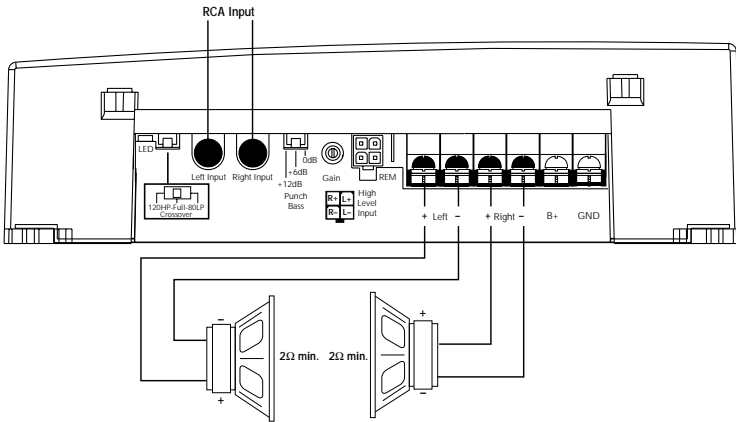 RCA Input
LED
Left Input
Right Input
0dB
+6dB
+12dB
Punch
Bass
Gain
REM
R+ L+
R– L–
High
Level
Input
120HP-Full-80LP
Crossover
+ Left –
+ Right –
B+
GND
–
+
2Ω min.
2Ω min.
+
–